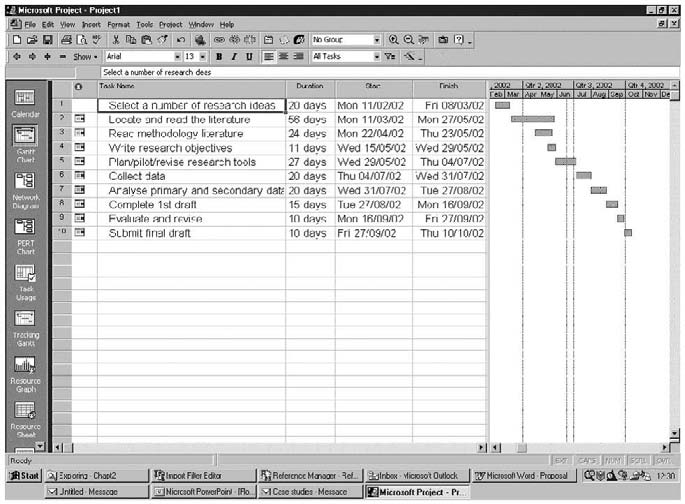 Microsoft Project - Project1
File Edit View Insert Format Tools Project Window Help
No Group
Show Arial 13 B I U All Tasks
Select a number of research ideas
Task Name Duration Start Finish , 2002 Qtr 2, 2002 Qtr 3, 2002 Qtr 4, 2002
Feb Mar Apr May Jun Jul Aug Sep Oct Nov De
1 Select a number of research ideas 20 days Mon 11/02/02 Fri 08/03/02
2 Locate and read the literature 56 days Mon 11/03/02 Mon 27/05/02
3 Read methodology literature 24 days Mon 22/04/02 Thu 23/05/02
4 Write research objectives 11 days Wed 15/05/02 Wed 29/05/02
5 Plan/pilot/revise research tools 27 days Wed 29/05/02 Thu 04/07/02
6 Collect data 20 days Thu 04/07/02 Wed 31/07/02
7 Analyse primary and secondary data 20 days Wed 31/07/02 Tue 27/08/02
8 Complete 1st draft 15 days Tue 27/08/02 Mon 16/09/02
9 Evaluate and revise 10 days Mon 16/09/02 Fri 27/09/02
10 Submit final draft 10 days Fri 27/09/02 Thu 10/10/02
Calendar
Gantt Chart
Network Diagram
PERT Chart
Task Usage
Tracking Gantt
Resource Graph
Resource Sheet
Ready EXT CAPS NUM SCRL OVR
Start Exploring - Chapt2 Import Filter Editor Reference Manager - Ref... Inbox - Microsoft Outlook Microsoft Word - Proposal 12:30
Untitled - Message Microsoft PowerPoint - [Ro... Case studies - Message Microsoft Project - Pr...